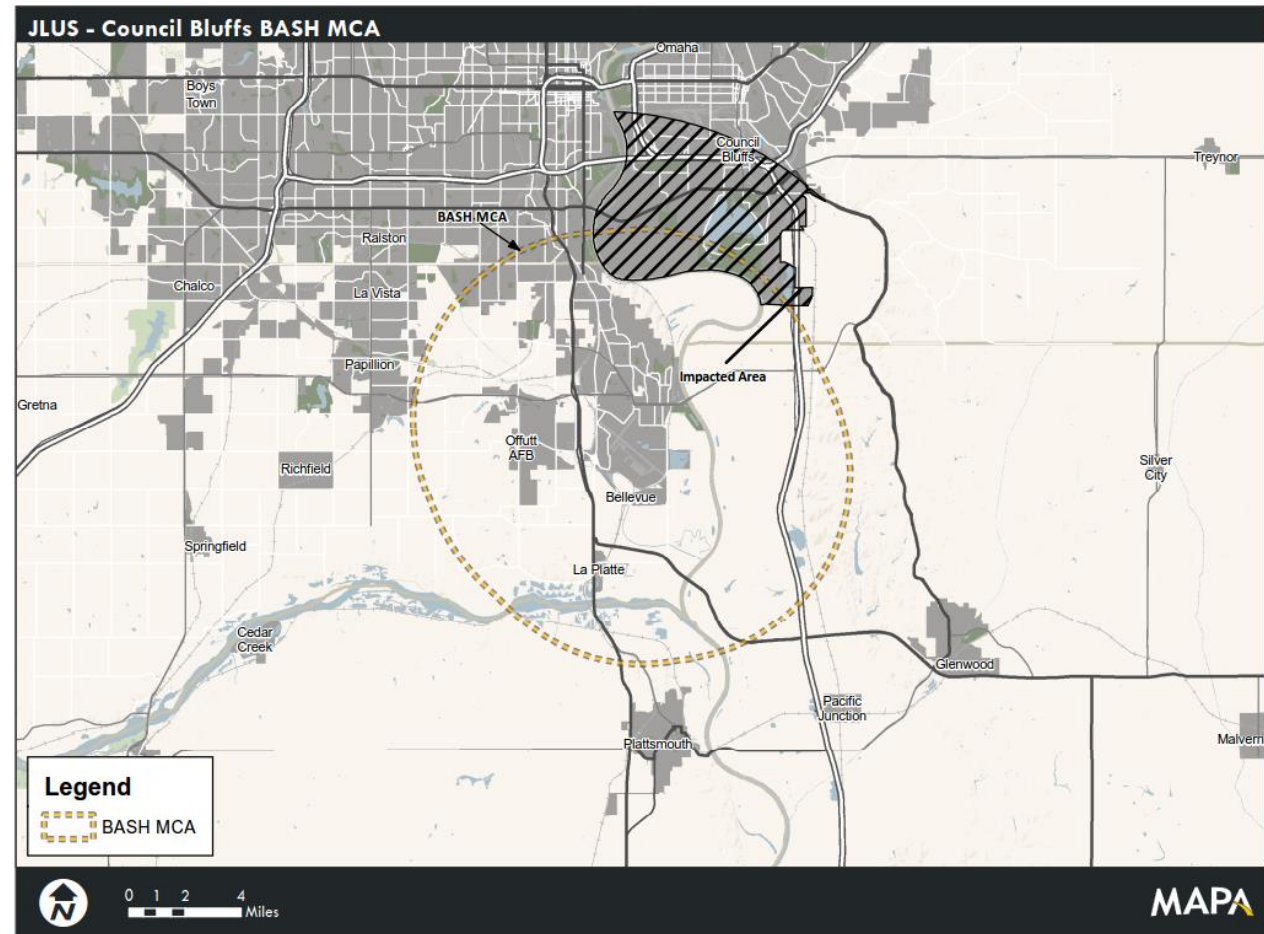 JLUS - Council Bluffs BASH MCA
Omaha
Boys
Town
Council
Bluffs
Treynor
BASH MCA
Ralston
Chalco
La Vista
Papillion
Impacted Area
Gretna
Offutt
AFB
Richfield
Silver
City
Bellevue
Springfield
La Platte
Cedar
Creek
Glenwood
Pacific
Junction
Plattsmouth
Malvern
Legend
BASH MCA
N
0 1 2 4
Miles
MAPA